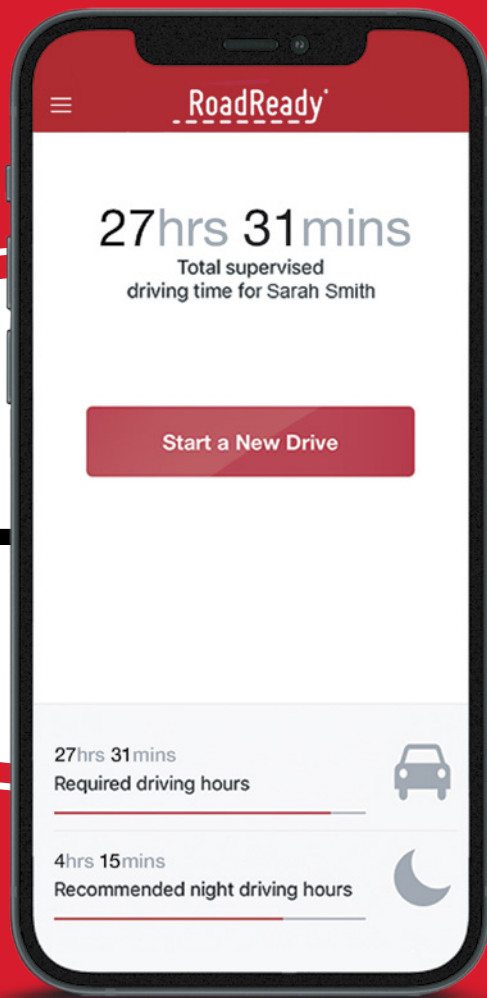 RoadReady®
27hrs 31mins
Total supervised
driving time for Sarah Smith
Start a New Drive
27hrs 31mins
Required driving hours
4hrs 15mins
Recommended night driving hours